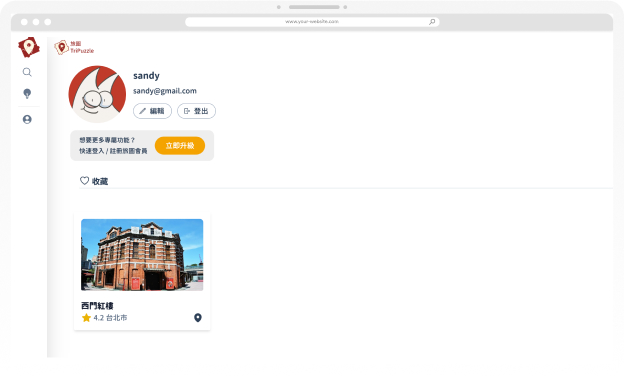 www.your-website.com
旅圖
TriPuzzle
sandy
sandy@gmail.com
編輯
登出
想要更多專屬功能？
快速登入 / 註冊旅圖會員
立即升級
收藏
西門紅樓
4.2 台北市